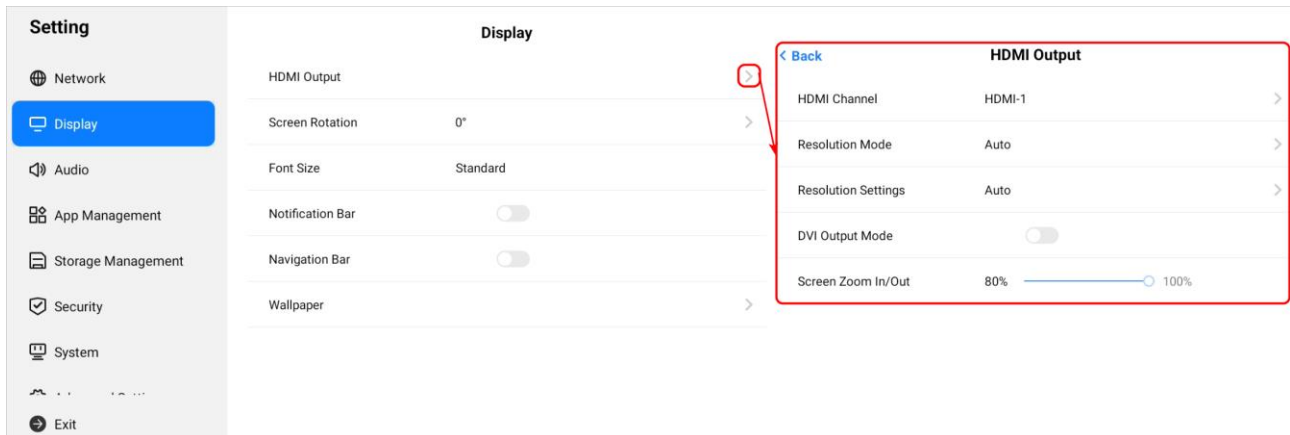 Setting
Network
Display
Audio
App Management
Storage Management
Security
System
Exit
Display
HDMI Output
Screen Rotation 0°
Font Size Standard
Notification Bar
Navigation Bar
Wallpaper
Back
HDMI Output
HDMI Channel HDMI-1
Resolution Mode Auto
Resolution Settings Auto
DVI Output Mode
Screen Zoom In/Out 80% 100%